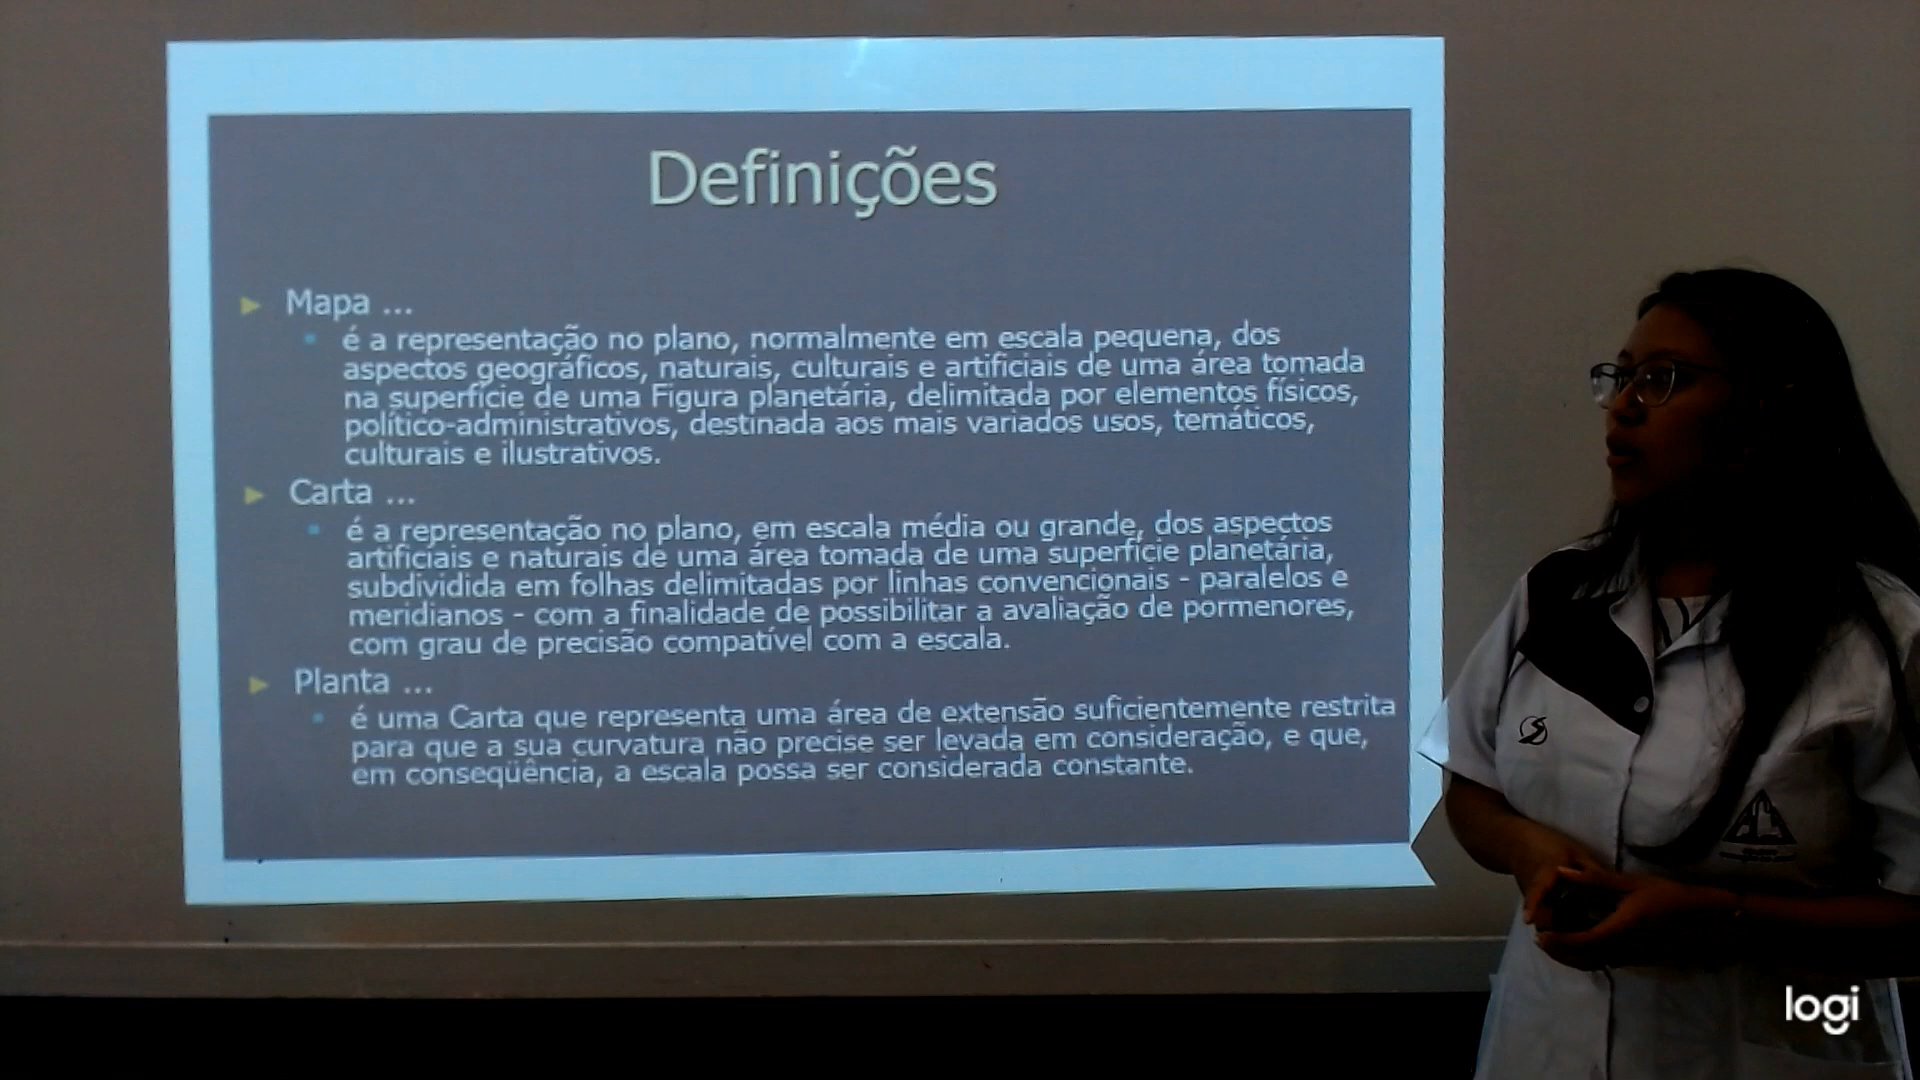 Definições
Mapa ...
é a representação no plano, normalmente em escala pequena, dos
aspectos geográficos, naturais, culturais e artificiais de uma área tomada
na superfície de uma Figura planetária, delimitada por elementos físicos,
político-administrativos, destinada aos mais variados usos, temáticos,
culturais e ilustrativos.
Carta ...
é a representação no plano, em escala média ou grande, dos aspectos
artificiais e naturais de uma área tomada de uma superfície planetária,
subdividida em folhas delimitadas por linhas convencionais - paralelos e
meridianos - com a finalidade de possibilitar a avaliação de pormenores,
com grau de precisão compatível com a escala.
Planta ...
é uma Carta que representa uma área de extensão suficientemente restrita
para que a sua curvatura não precise ser levada em consideração, e que,
em conseqüência, a escala possa ser considerada constante.
logi